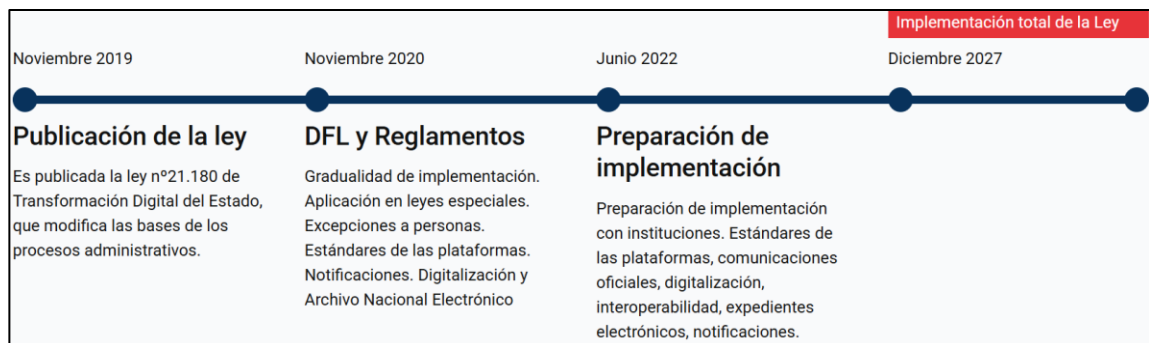 Implementación total de la Ley
Noviembre 2019
Noviembre 2020
Junio 2022
Diciembre 2027
Publicación de la ley
Es publicada la ley nº21.180 de
Transformación Digital del Estado,
que modifica las bases de los
procesos administrativos.
DFL y Reglamentos
Gradualidad de implementación.
Aplicación en leyes especiales.
Excepciones a personas.
Estándares de las plataformas.
Notificaciones. Digitalización y
Archivo Nacional Electrónico
Preparación de
implementación
Preparación de implementación
con instituciones. Estándares de
las plataformas, comunicaciones
oficiales, digitalización,
interoperabilidad, expedientes
electrónicos, notificaciones.